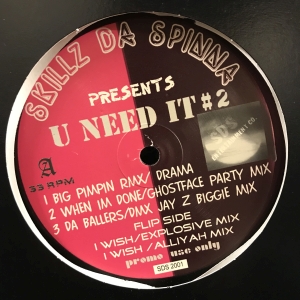 SKILLZ DA SPINNA
PRESENTS
U NEED IT #2
A
33 RPM
1 BIG PIMPIN RMX/ DRAMA
2 WHEN IM DONE/GHOSTFACE PARTY MIX
3 DA BALLERS/DMX JAY Z BIGGIE MIX
FLIP SIDE
I WISH/EXPLOSIVE MIX
I WISH /ALLIYAH MIX
promo use only
SDS 2001